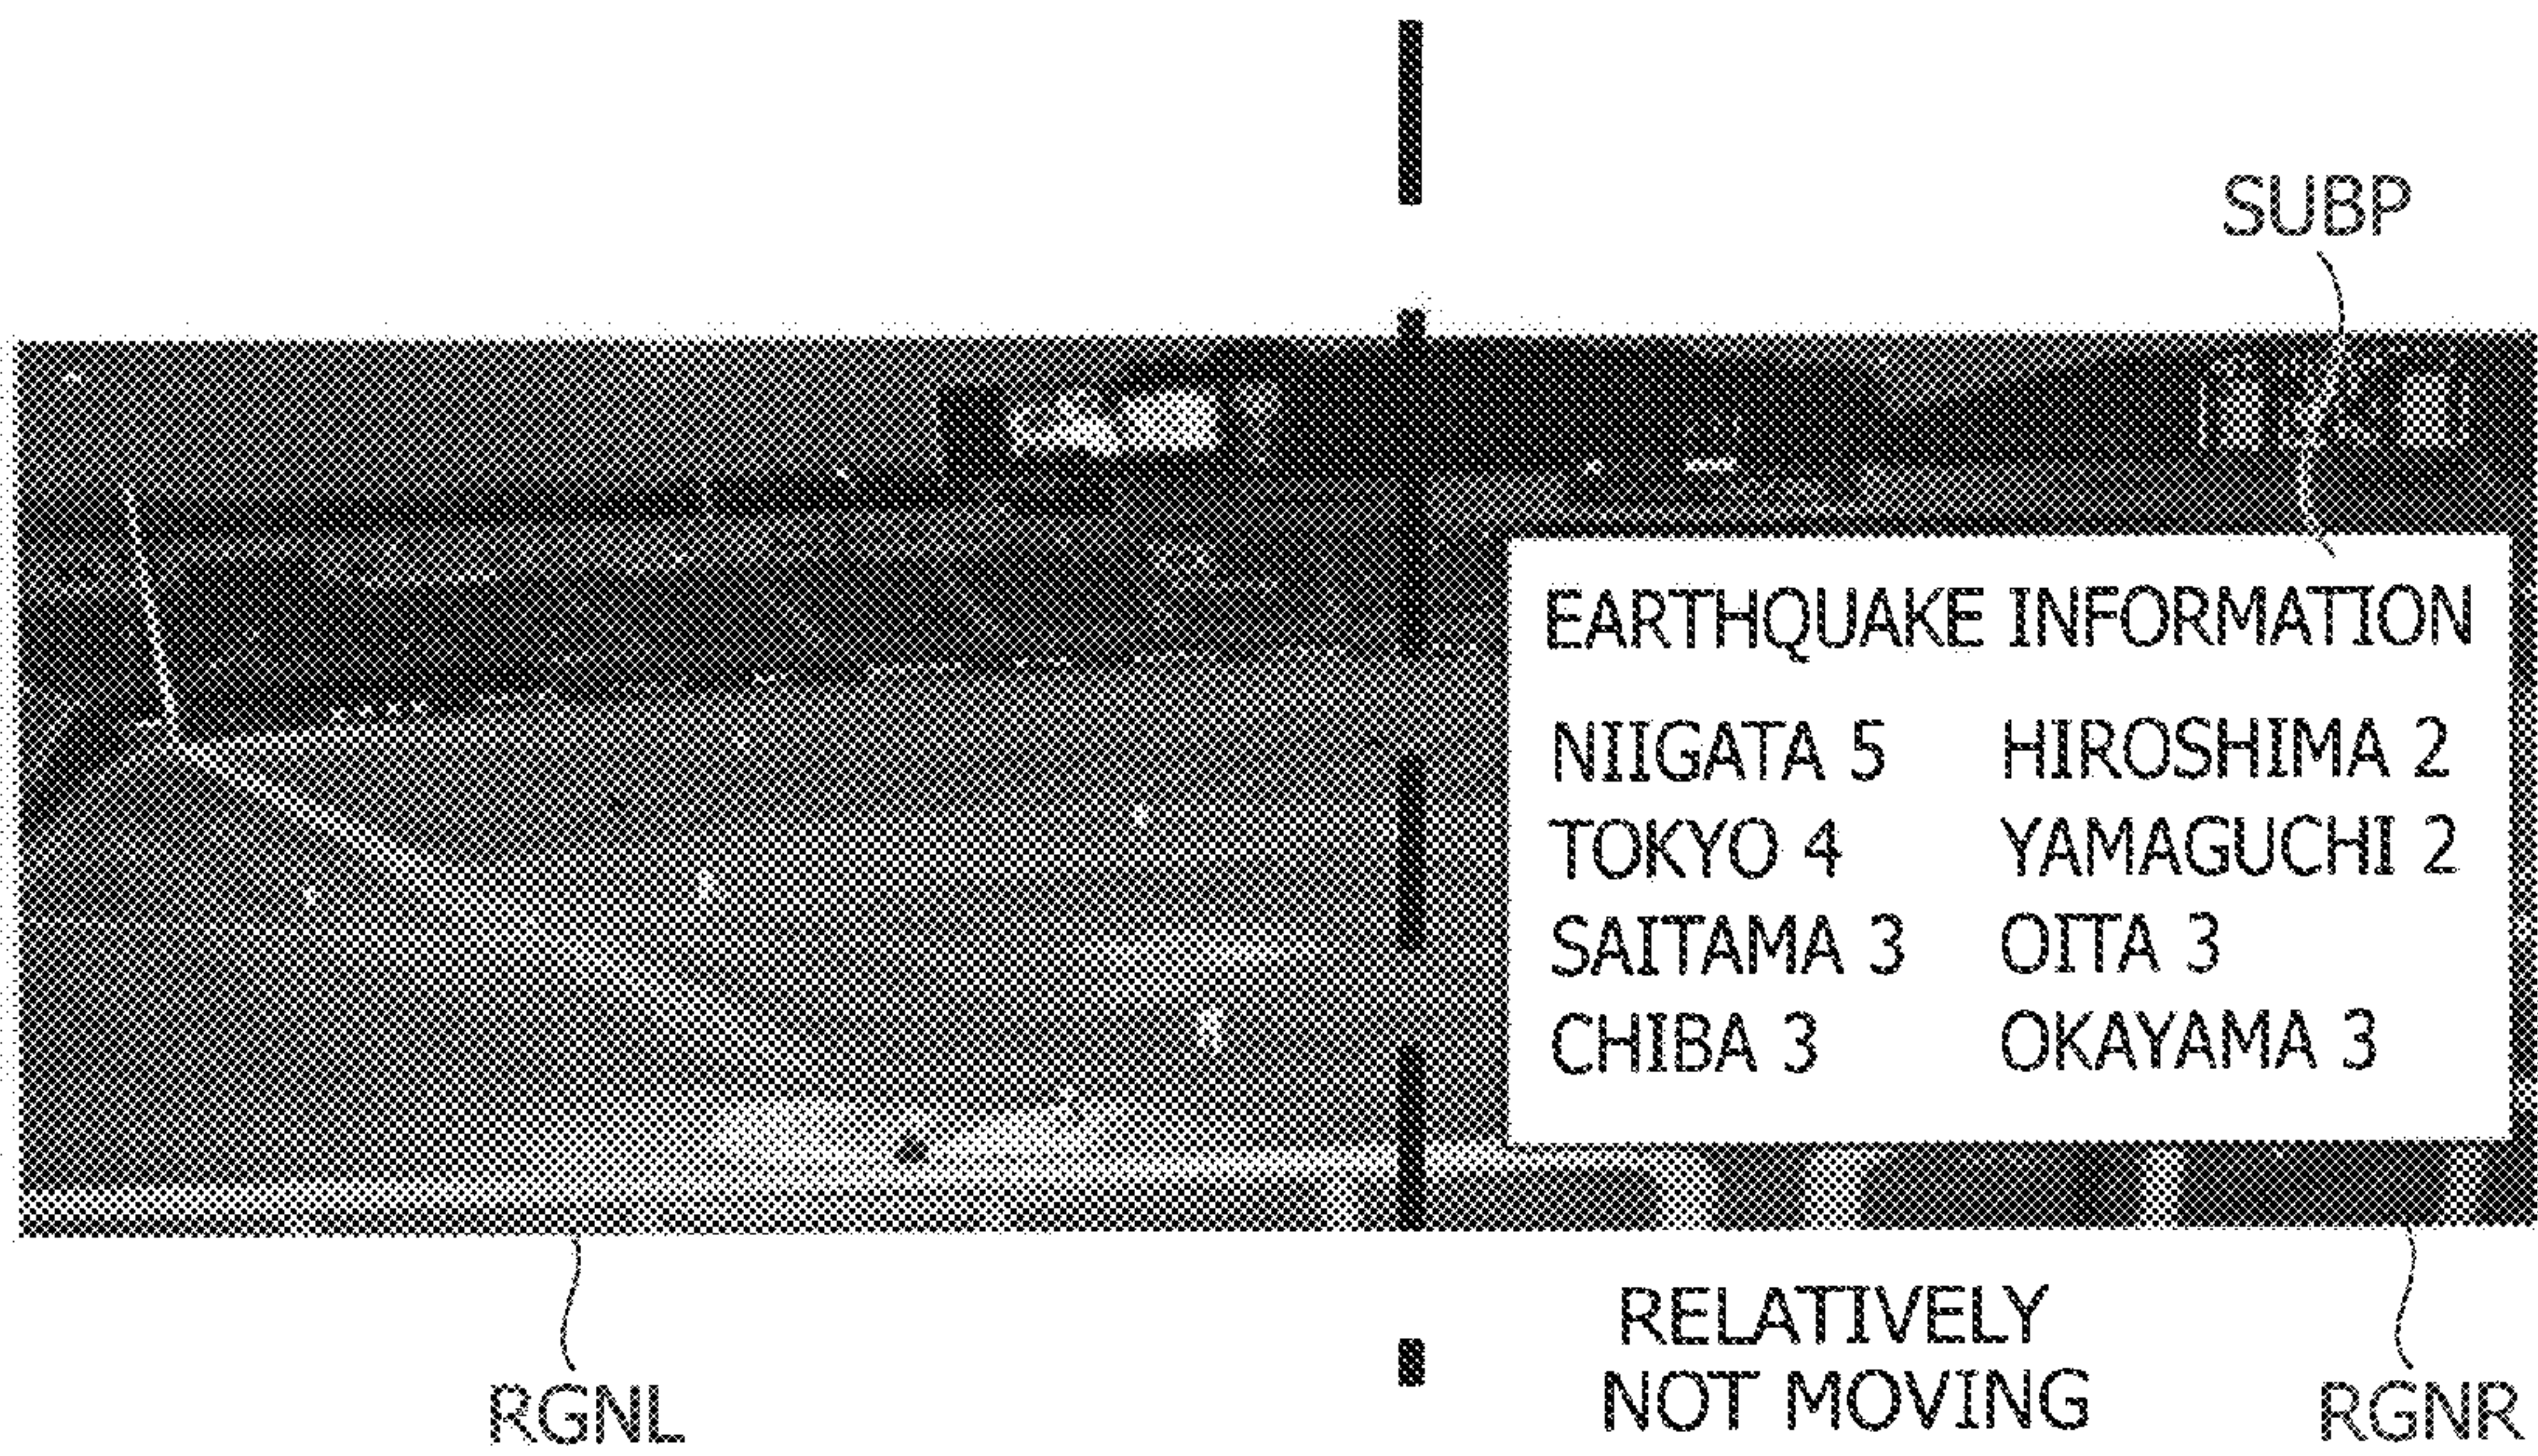 SUBP
EARTHQUAKE INFORMATION
NIIGATA 5 HIROSHIMA 2
TOKYO 4 YAMAGUCHI 2
SAITAMA 3 OITA 3
CHIBA 3 OKAYAMA 3
RELATIVELY
NOT MOVING
RGNL
RGNR